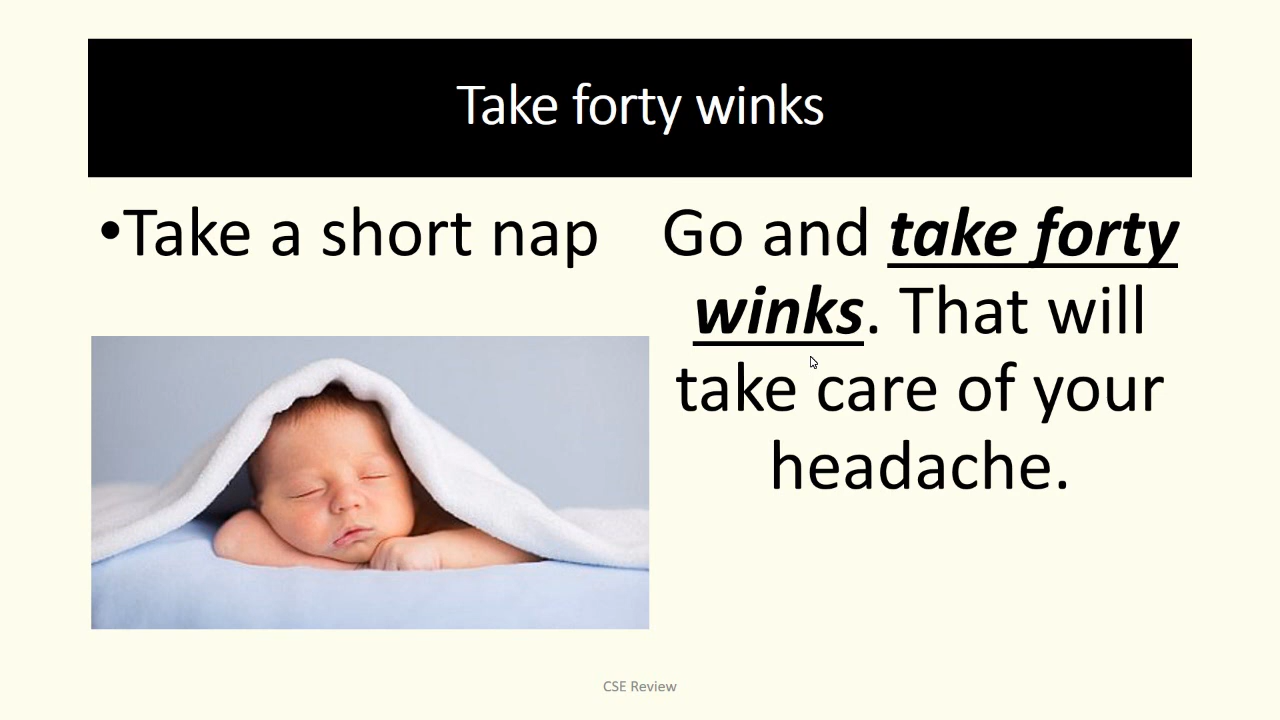 Take forty winks
•Take a short nap
Go and take forty
winks. That will
take care of your
headache.
CSE Review